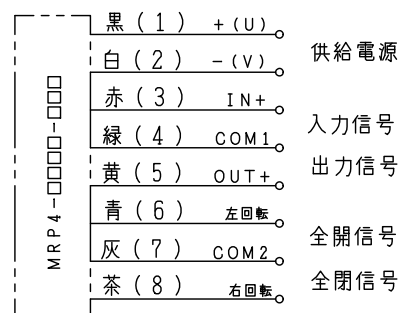 黒(1) +(U)
白(2) -(V)
供給電源
赤(3) IN+
緑(4) COM1
入力信号
黄(5) OUT+
出力信号
青(6) 左回転
灰(7) COM2
全開信号
茶(8) 右回転
全閉信号
MRP4-□□□□-□□□